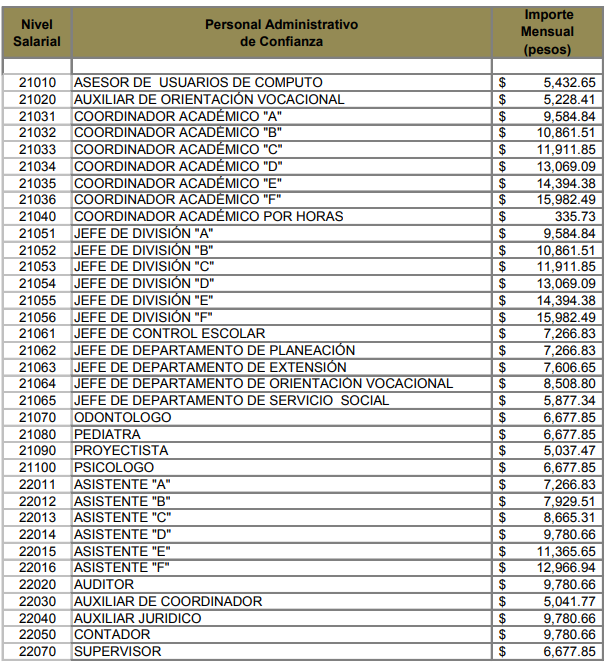 Nivel Salarial Personal Administrativo de Confianza Importe Mensual (pesos)
21010 ASESOR DE USUARIOS DE COMPUTO $ 5,432.65
21020 AUXILIAR DE ORIENTACIÓN VOCACIONAL $ 5,228.41
21031 COORDINADOR ACADÉMICO "A" $ 9,584.84
21032 COORDINADOR ACADÉMICO "B" $ 10,861.51
21033 COORDINADOR ACADÉMICO "C" $ 11,911.85
21034 COORDINADOR ACADÉMICO "D" $ 13,069.09
21035 COORDINADOR ACADÉMICO "E" $ 14,394.38
21036 COORDINADOR ACADÉMICO "F" $ 15,982.49
21040 COORDINADOR ACADÉMICO POR HORAS $ 335.73
21051 JEFE DE DIVISIÓN "A" $ 9,584.84
21052 JEFE DE DIVISIÓN "B" $ 10,861.51
21053 JEFE DE DIVISIÓN "C" $ 11,911.85
21054 JEFE DE DIVISIÓN "D" $ 13,069.09
21055 JEFE DE DIVISIÓN "E" $ 14,394.38
21056 JEFE DE DIVISIÓN "F" $ 15,982.49
21061 JEFE DE CONTROL ESCOLAR $ 7,266.83
21062 JEFE DE DEPARTAMENTO DE PLANEACIÓN $ 7,266.83
21063 JEFE DE DEPARTAMENTO DE EXTENSIÓN $ 7,606.65
21064 JEFE DE DEPARTAMENTO DE ORIENTACIÓN VOCACIONAL $ 8,508.80
21065 JEFE DE DEPARTAMENTO DE SERVICIO SOCIAL $ 5,877.34
21070 ODONTOLOGO $ 6,677.85
21080 PEDIATRA $ 6,677.85
21090 PROYECTISTA $ 5,037.47
21100 PSICOLOGO $ 6,677.85
22011 ASISTENTE "A" $ 7,266.83
22012 ASISTENTE "B" $ 7,929.51
22013 ASISTENTE "C" $ 8,665.31
22014 ASISTENTE "D" $ 9,780.66
22015 ASISTENTE "E" $ 11,365.65
22016 ASISTENTE "F" $ 12,966.94
22020 AUDITOR $ 9,780.66
22030 AUXILIAR DE COORDINADOR $ 5,041.77
22040 AUXILIAR JURIDICO $ 9,780.66
22050 CONTADOR $ 9,780.66
22070 SUPERVISOR $ 6,677.85